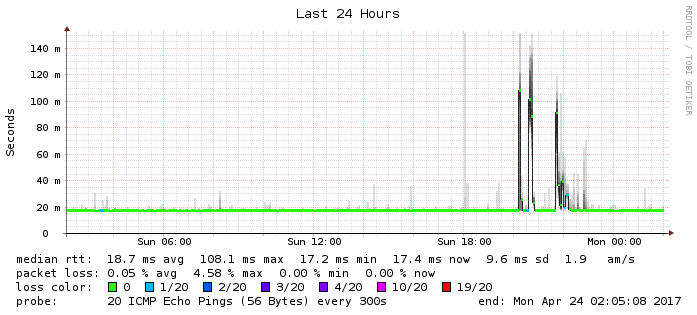 Last 24 Hours
RRDTOOL / TOBI OETIKER
Seconds
140 m
120 m
100 m
80 m
60 m
40 m
20 m
0
Sun 06:00 Sun 12:00 Sun 18:00 Mon 00:00
median rtt: 18.7 ms avg 108.1 ms max 17.2 ms min 17.4 ms now 9.6 ms sd 1.9 am/s
packet loss: 0.05 % avg 4.58 % max 0.00 % min 0.00 % now
loss color: 0 1/20 2/20 3/20 4/20 10/20 19/20
probe: 20 ICMP Echo Pings (56 Bytes) every 300s end: Mon Apr 24 02:05:08 2017